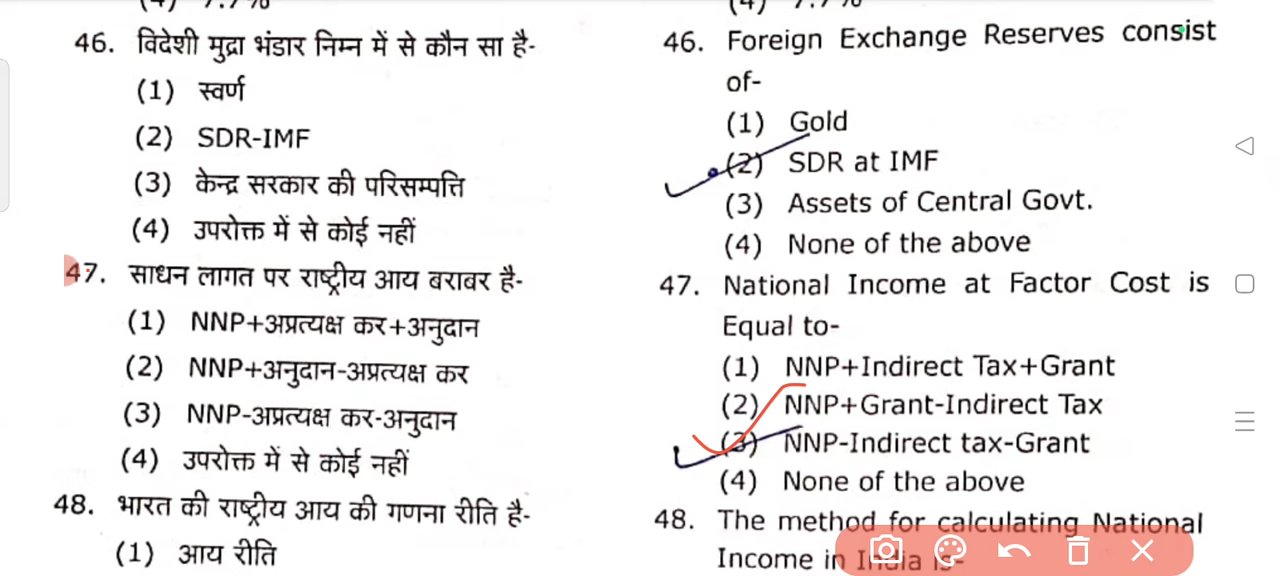 46. विदेशी मुद्रा भंडार निम्न में से कौन सा है-
(1) स्वर्ण
(2) SDR-IMF
(3) केन्द्र सरकार की परिसम्पत्ति
(4) उपरोक्त में से कोई नहीं
47. साधन लागत पर राष्ट्रीय आय बराबर है-
(1) NNP+अप्रत्यक्ष कर+अनुदान
(2) NNP+अनुदान-अप्रत्यक्ष कर
(3) NNP-अप्रत्यक्ष कर-अनुदान
(4) उपरोक्त में से कोई नहीं
48. भारत की राष्ट्रीय आय की गणना रीति है-
(1) आय रीति
(4) 7.7%
46. Foreign Exchange Reserves consist
of-
(1) Gold
(2) SDR at IMF
(3) Assets of Central Govt.
(4) None of the above
47. National Income at Factor Cost is
Equal to-
(1) NNP+Indirect Tax+Grant
(2) NNP+Grant-Indirect Tax
(3) NNP-Indirect tax-Grant
(4) None of the above
48. The method for calculating National
Income in India is-